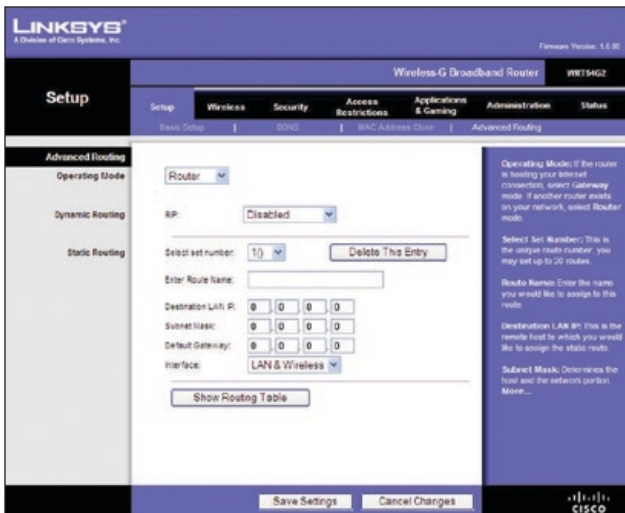 LINKSYS®
A Division of Cisco Systems, Inc.
Firmware Version: 1.0.00
Wireless-G Broadband Router WRT54G2
Setup
Setup Wireless Security Access Restrictions Applications & Gaming Administration Status
Basic Setup | DDNS | MAC Address Clone | Advanced Routing
Advanced Routing
Operating Mode Router
Dynamic Routing RIP: Disabled
Static Routing Select set number: 1() Delete This Entry
Enter Route Name:
Destination LAN IP: 0 . 0 . 0 . 0
Subnet Mask: 0 . 0 . 0 . 0
Default Gateway: 0 . 0 . 0 . 0
Interface: LAN & Wireless
Show Routing Table
Operating Mode: If the router
is hosting your Internet
connection, select Gateway
mode. If another router exists
on your network, select Router
mode.
Select Set Number: This is
the unique route number, you
may set up to 20 routes.
Route Name: Enter the name
you would like to assign to this
route.
Destination LAN IP: This is the
remote host to which you would
like to assign the static route.
Subnet Mask: Determines the
host and the network portion.
More...
Save Settings Cancel Changes
CISCO